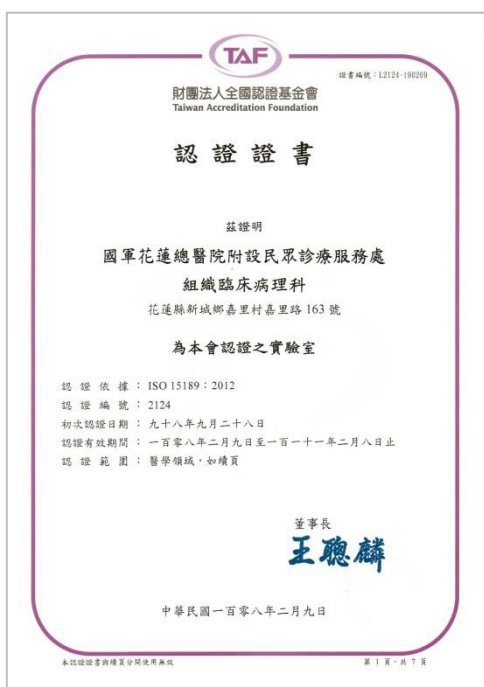 TAF
證書編號：L2124-190209
財團法人全國認證基金會
Taiwan Accreditation Foundation
認證證書
茲證明
國軍花蓮總醫院附設民眾診療服務處
組織臨床病理科
花蓮縣新城鄉嘉里村嘉里路 163 號
為本會認證之實驗室
認證依據：ISO 15189：2012
認證編號：2124
初次認證日期：九十八年九月二十八日
認證有效期間：一百零八年二月九日至一百一十一年二月八日止
認證範圍：醫學領域，如續頁
董事長
王聰麟
中華民國一百零八年二月九日
本認證證書與續頁分開使用無效
第 1 頁，共 7 頁